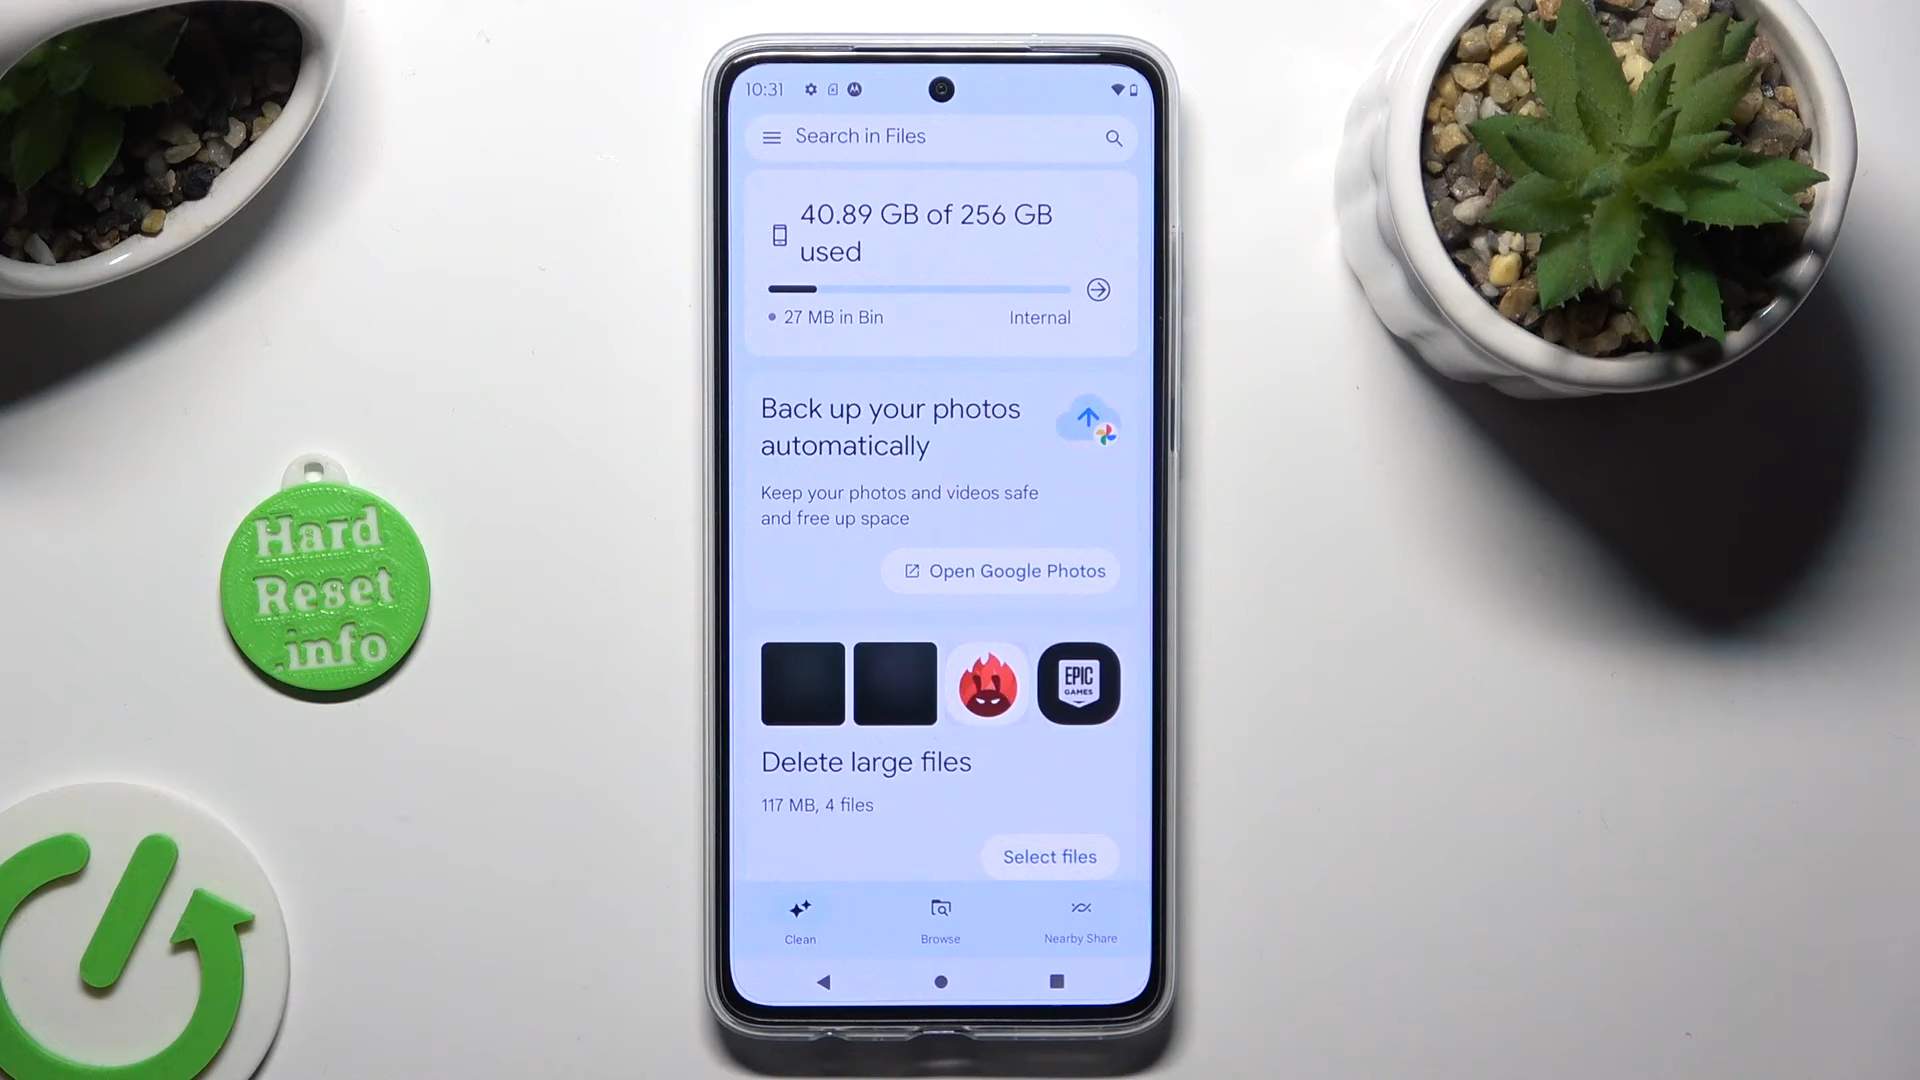 10:31
Search in Files
40.89 GB of 256 GB
used
27 MB in Bin
Internal
Back up your photos
automatically
Keep your photos and videos safe
and free up space
Open Google Photos
EPIC
GAMES
Delete large files
117 MB, 4 files
Select files
Clean
Browse
Nearby Share
Hard
Reset
.info